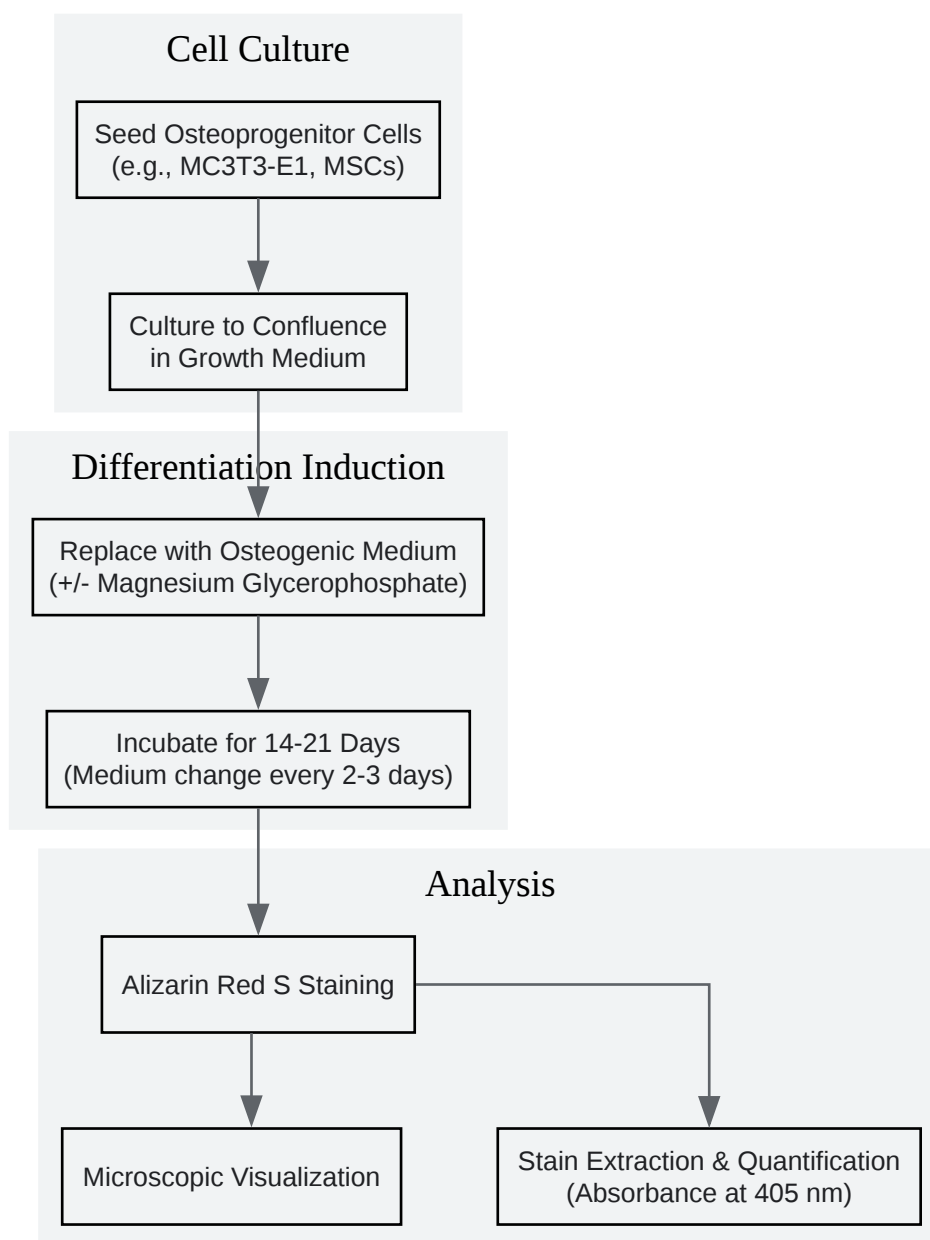 Cell Culture
Seed Osteoprogenitor Cells
(e.g., MC3T3-E1, MSCs)
Culture to Confluence
in Growth Medium
Differentiation Induction
Replace with Osteogenic Medium
(+/- Magnesium Glycerophosphate)
Incubate for 14-21 Days
(Medium change every 2-3 days)
Analysis
Alizarin Red S Staining
Microscopic Visualization
Stain Extraction & Quantification
(Absorbance at 405 nm)